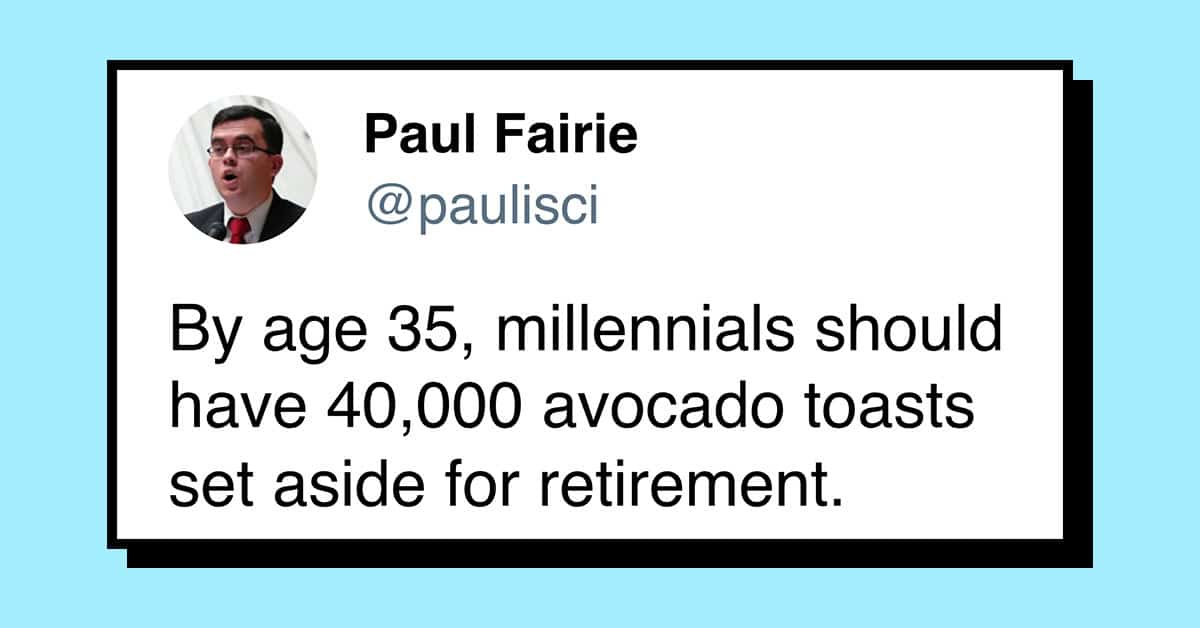 Paul Fairie
@paulisci
By age 35, millennials should
have 40,000 avocado toasts
set aside for retirement.